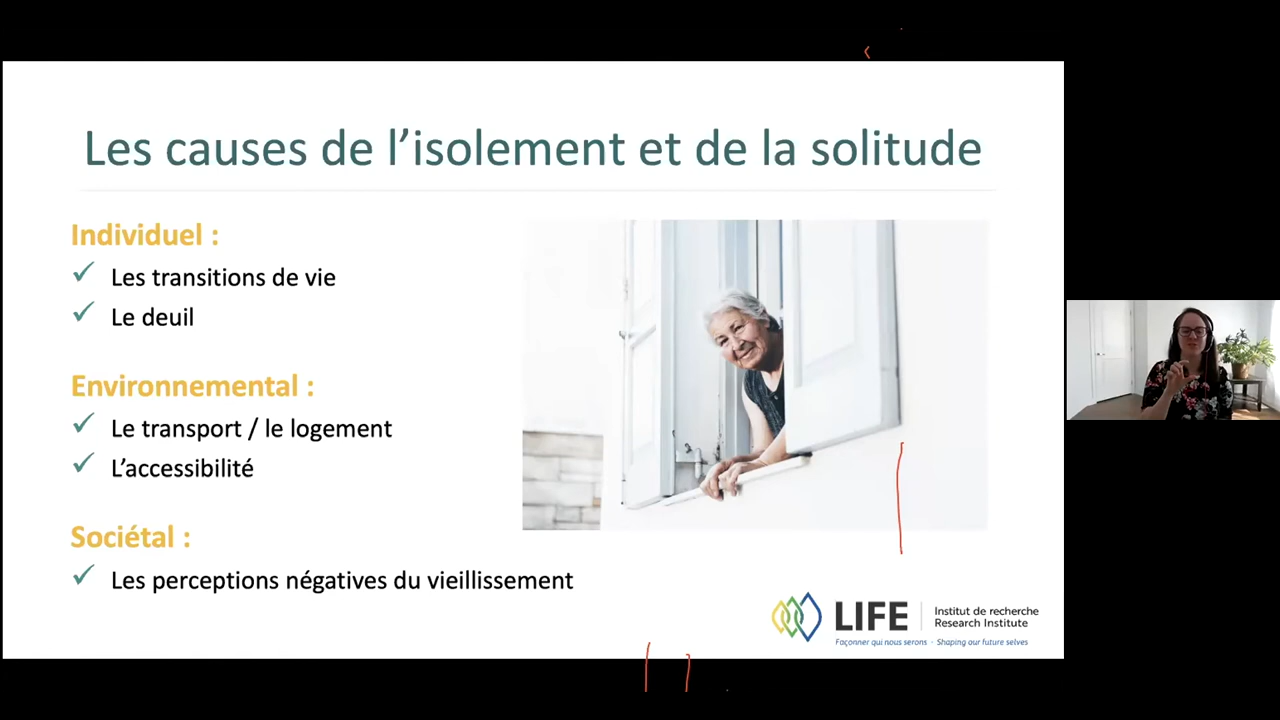 Les causes de l’isolement et de la solitude
Individuel :
Les transitions de vie
Le deuil
Environnemental :
Le transport / le logement
L’accessibilité
Sociétal :
Les perceptions négatives du vieillissement
LIFE
Institut de recherche
Research Institute
Façonner qui nous serons - Shaping our future selves